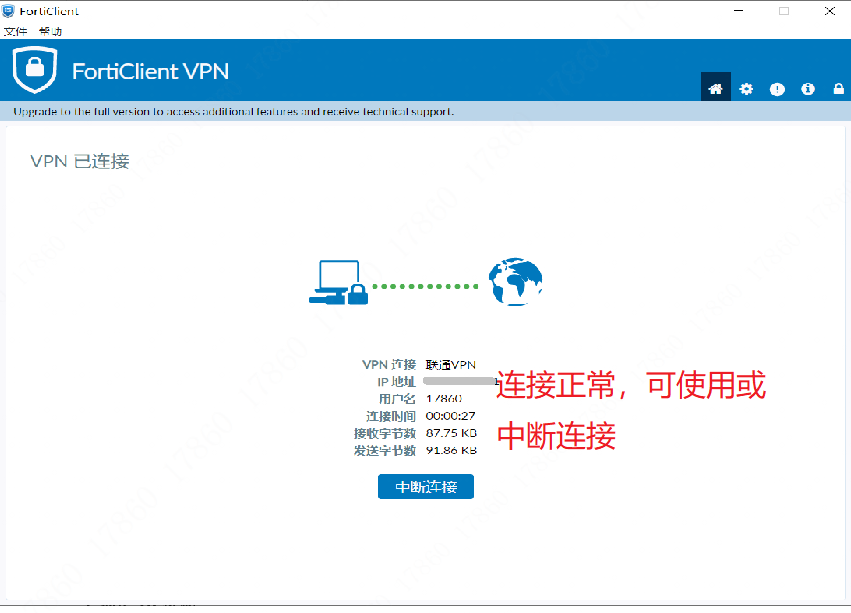 FortiClient
文件 帮助
FortiClient VPN
Upgrade to the full version to access additional features and receive technical support.
VPN 已连接
VPN 连接 联通VPN
IP 地址
用户名 17860
连接时间 00:00:27
接收字节数 87.75 KB
发送字节数 91.86 KB
连接正常，可使用或
中断连接
中断连接